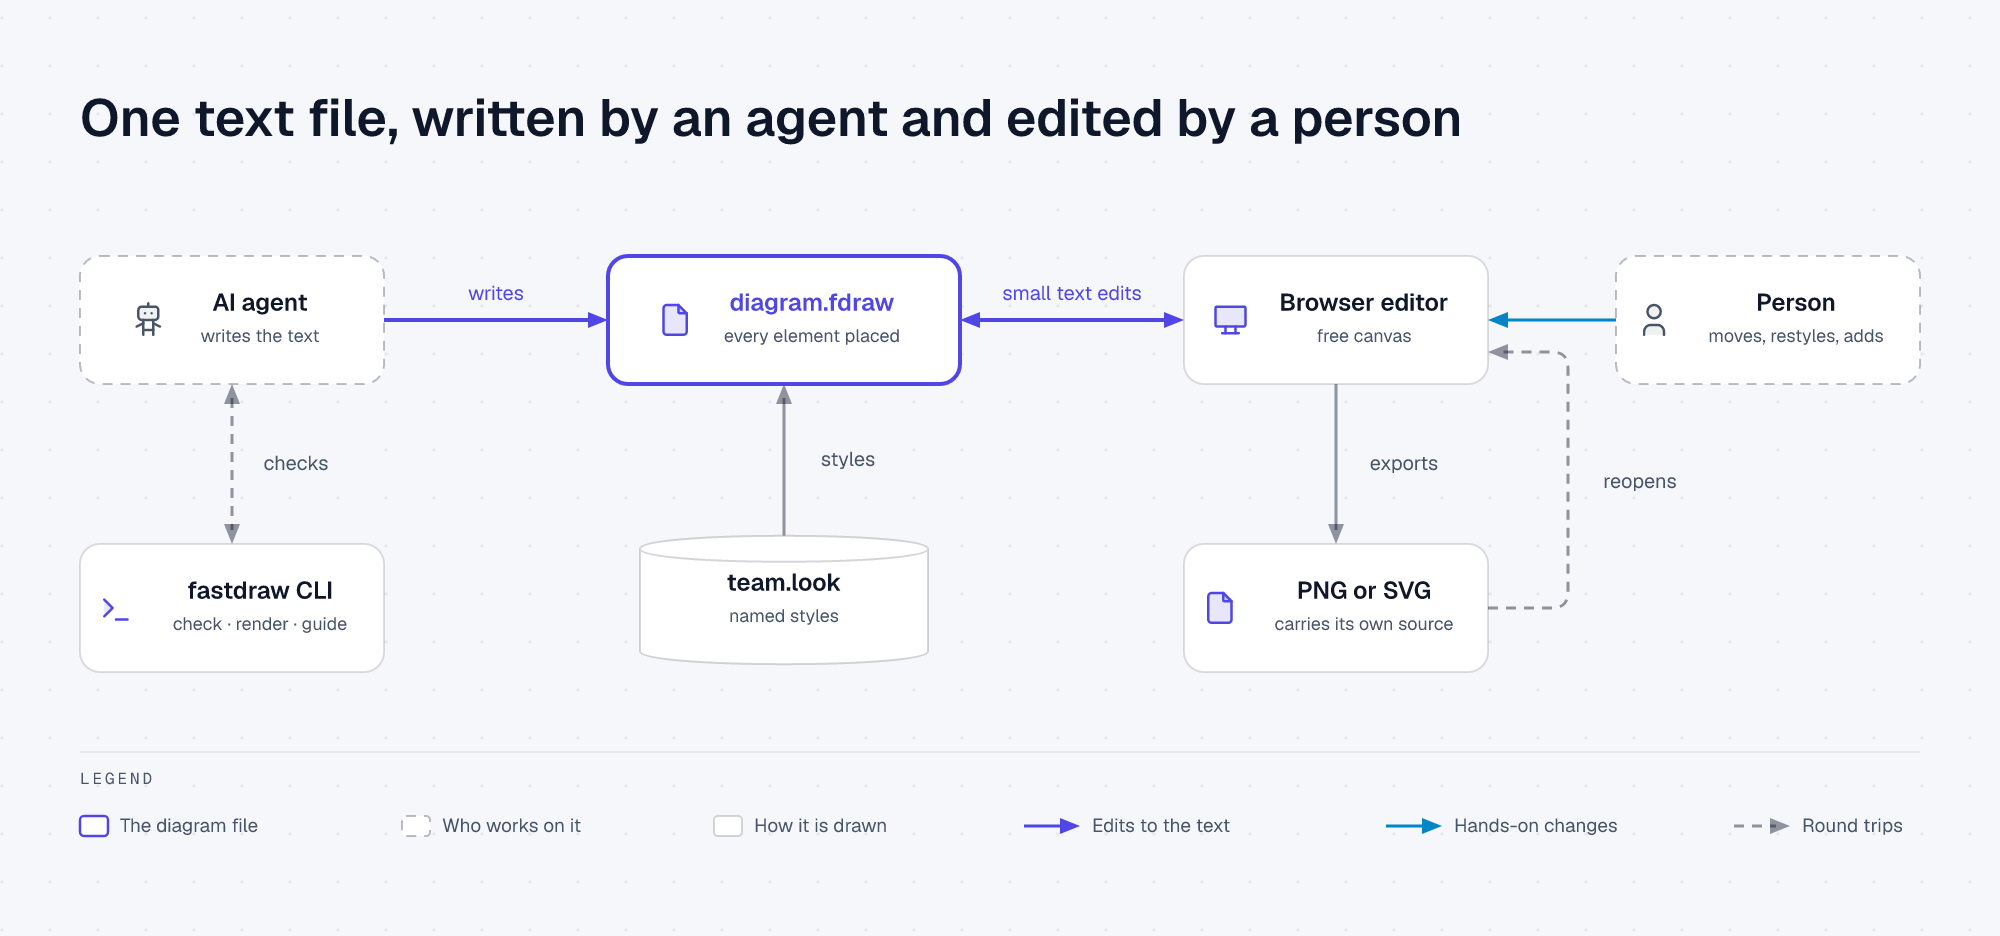 One text file, written by an agent and edited by a person
AI agent
writes the text
writes
diagram.fdraw
every element placed
small text edits
Browser editor
free canvas
Person
moves, restyles, adds
checks
styles
exports
reopens
fastdraw CLI
check · render · guide
team.look
named styles
PNG or SVG
carries its own source
LEGEND
The diagram file
Who works on it
How it is drawn
Edits to the text
Hands-on changes
Round trips